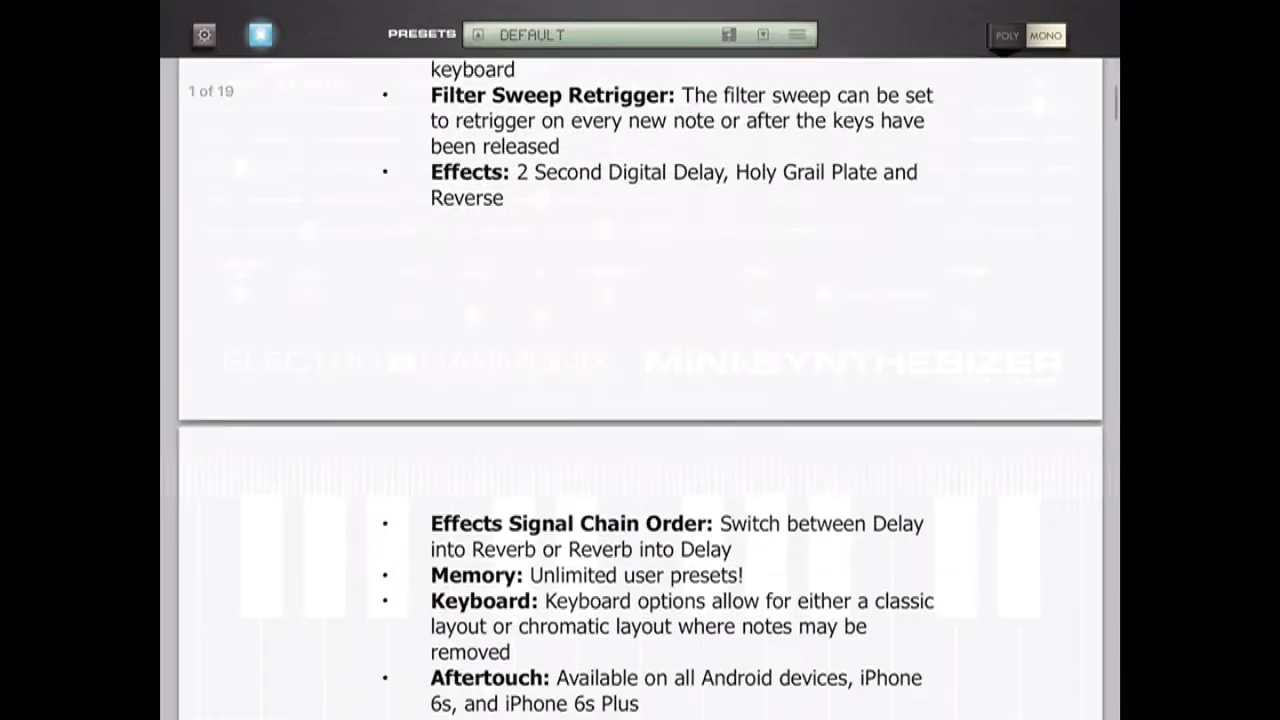 PRESETS DEFAULT POLY MONO
keyboard
1 of 19
• Filter Sweep Retrigger: The filter sweep can be set
to retrigger on every new note or after the keys have
been released
• Effects: 2 Second Digital Delay, Holy Grail Plate and
Reverse
ELECTRO HARMONIX MINI SYNTHESIZER
• Effects Signal Chain Order: Switch between Delay
into Reverb or Reverb into Delay
• Memory: Unlimited user presets!
• Keyboard: Keyboard options allow for either a classic
layout or chromatic layout where notes may be
removed
• Aftertouch: Available on all Android devices, iPhone
6s, and iPhone 6s Plus